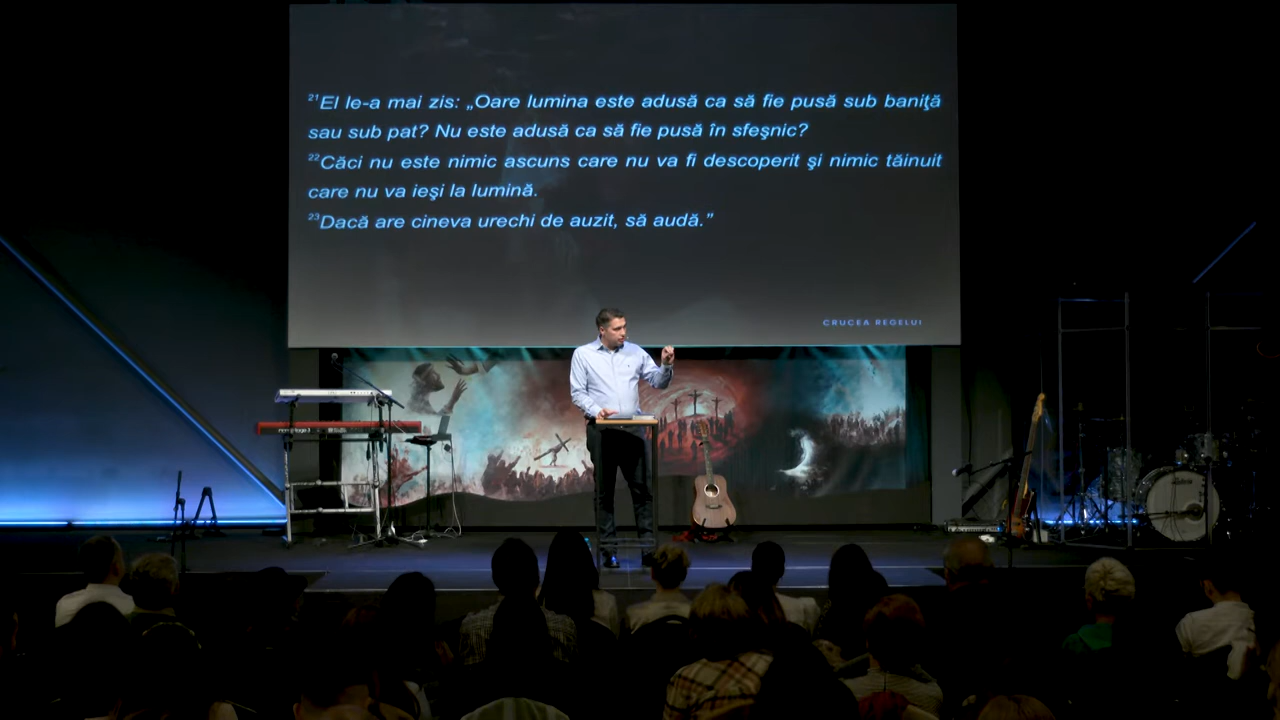 ²¹El le-a mai zis: „Oare lumina este adusă ca să fie pusă sub baniţă
sau sub pat? Nu este adusă ca să fie pusă în sfeşnic?
²²Căci nu este nimic ascuns care nu va fi descoperit şi nimic tăinuit
care nu va ieşi la lumină.
²³Dacă are cineva urechi de auzit, să audă.”
CRUCEA REGELUI